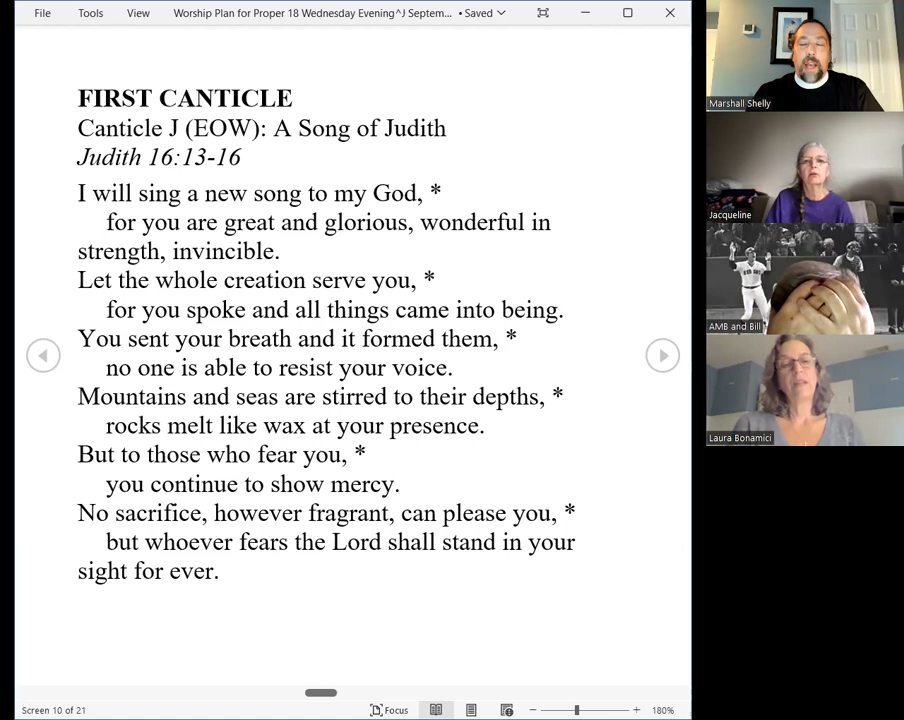 File Tools View Worship Plan for Proper 18 Wednesday Evening^J Septem... • Saved
FIRST CANTICLE
Canticle J (EOW): A Song of Judith
Judith 16:13-16
I will sing a new song to my God, *
for you are great and glorious, wonderful in
strength, invincible.
Let the whole creation serve you, *
for you spoke and all things came into being.
You sent your breath and it formed them, *
no one is able to resist your voice.
Mountains and seas are stirred to their depths, *
rocks melt like wax at your presence.
But to those who fear you, *
you continue to show mercy.
No sacrifice, however fragrant, can please you, *
but whoever fears the Lord shall stand in your
sight for ever.
Screen 10 of 21 Focus 180%
Marshall Shelly
Jacqueline
RED SOX
AMB and Bill
Laura Bonamici